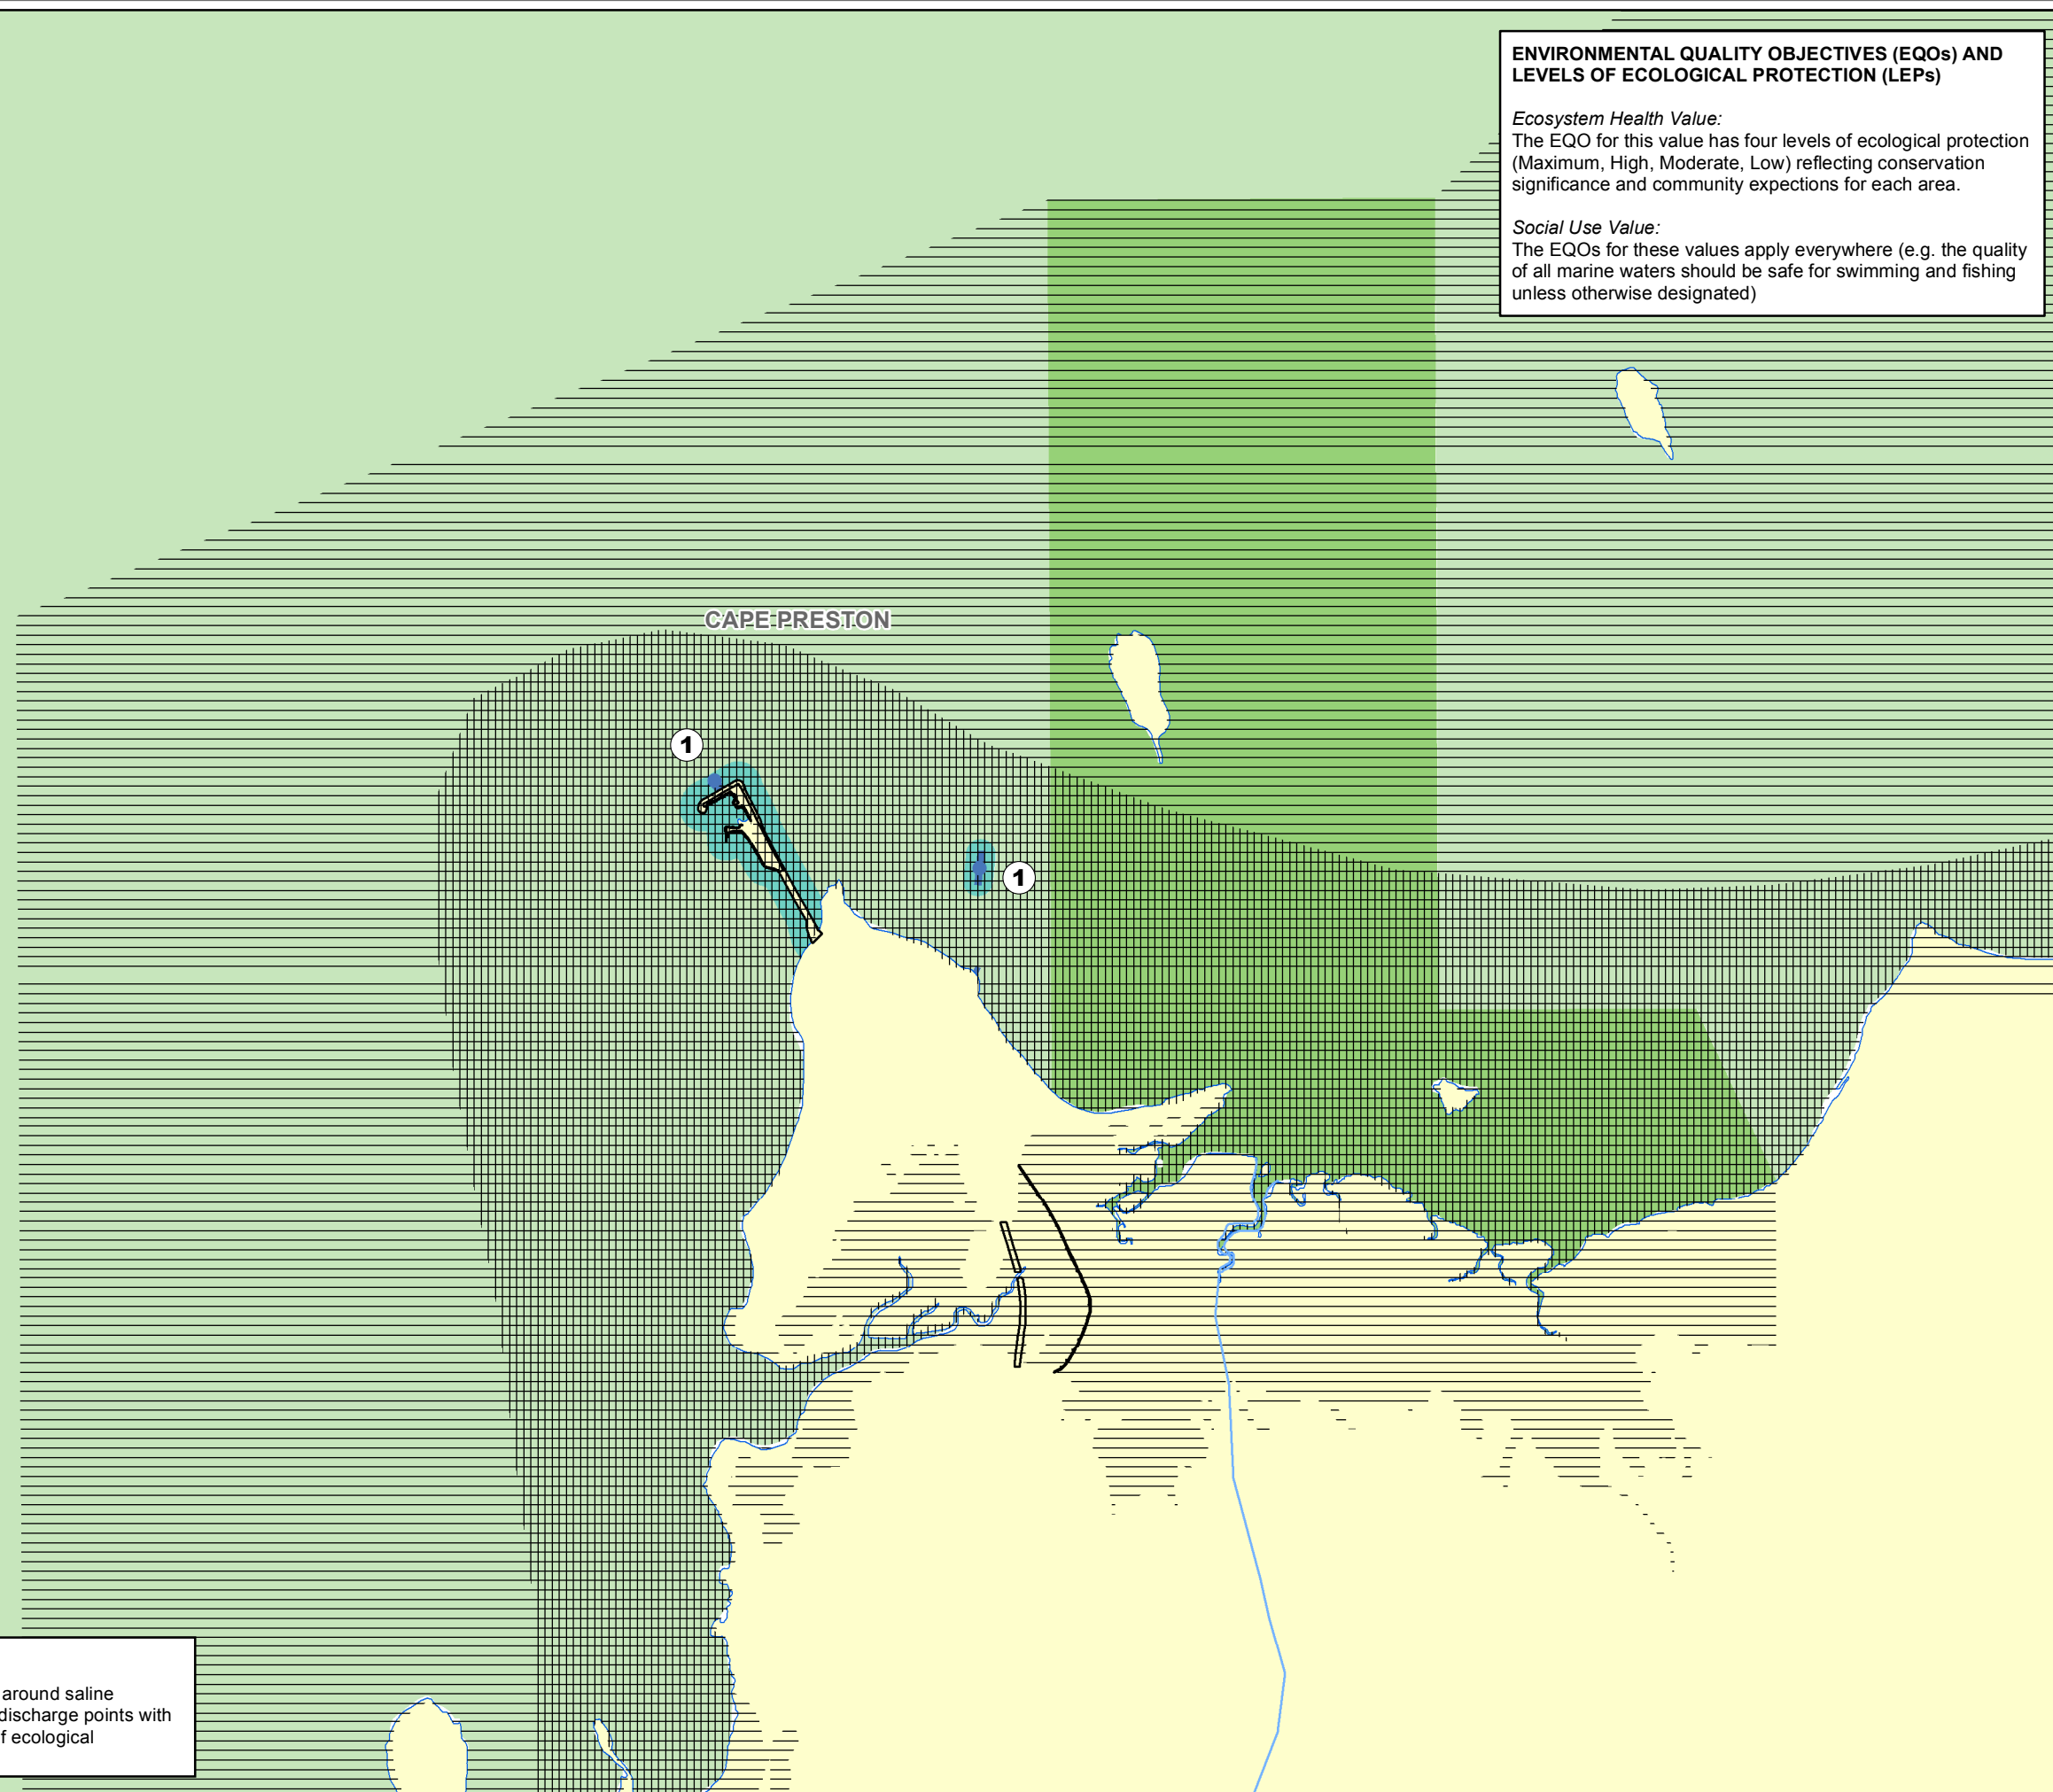 ENVIRONMENTAL QUALITY OBJECTIVES (EQOs) AND
LEVELS OF ECOLOGICAL PROTECTION (LEPs)
Ecosystem Health Value:
The EQO for this value has four levels of ecological protection
(Maximum, High, Moderate, Low) reflecting conservation
significance and community expections for each area.
Social Use Value:
The EQOs for these values apply everywhere (e.g. the quality
of all marine waters should be safe for swimming and fishing
unless otherwise designated)
CAPE PRESTON
1
1
around saline
discharge points with
f ecological